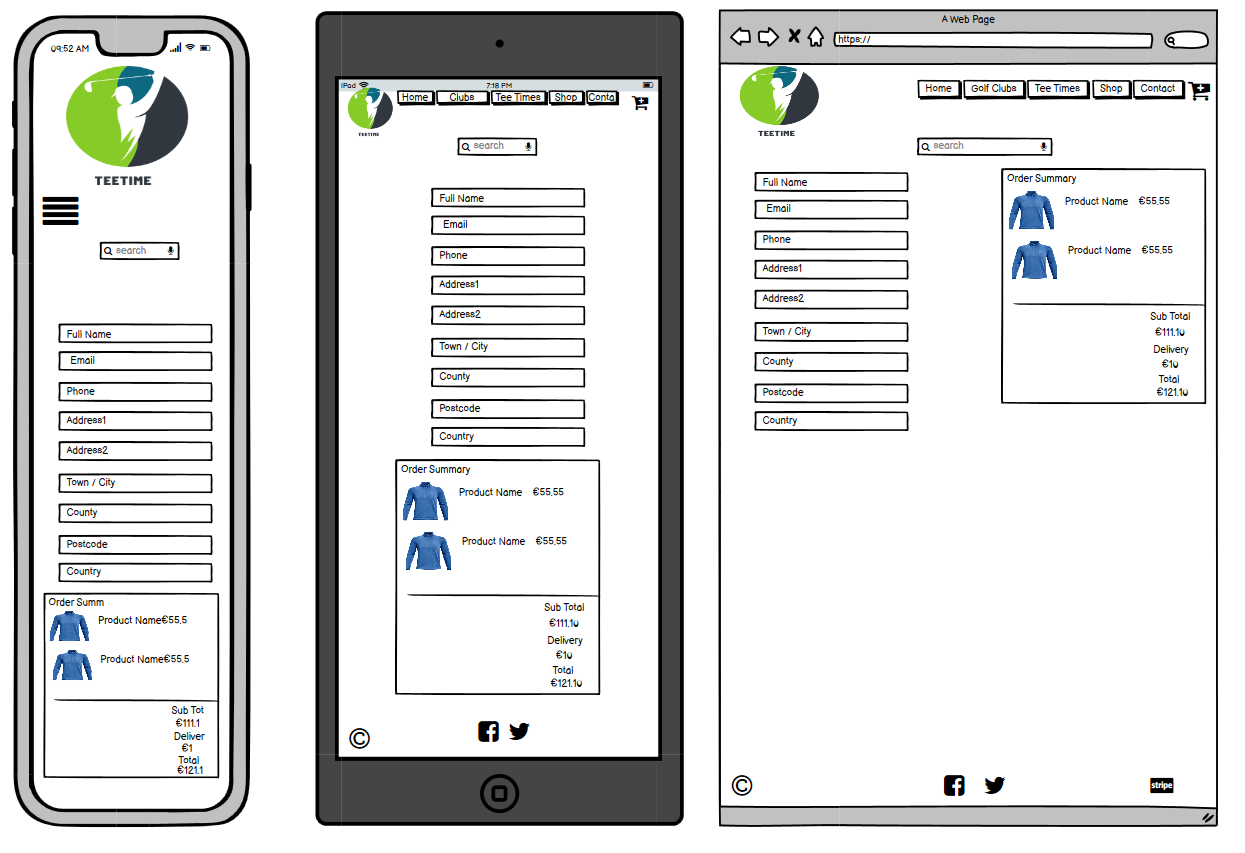 09:52 AM
TEETIME
search
Full Name
Email
Phone
Address1
Address2
Town / City
County
Postcode
Country
Order Summ
Product Name€55,5
Product Name€55,5
Sub Tot
€111.1
Deliver
€1
Total
€121.1
iPad 7:18 PM
TEETIME
Home Clubs Tee Times Shop Conta
search
Full Name
Email
Phone
Address1
Address2
Town / City
County
Postcode
Country
Order Summary
Product Name €55,55
Product Name €55,55
Sub Total
€111.10
Delivery
€10
Total
€121.10
©
A Web Page
https://
TEETIME
Home Golf Clubs Tee Times Shop Contact
search
Full Name
Email
Phone
Address1
Address2
Town / City
County
Postcode
Country
Order Summary
Product Name €55,55
Product Name €55,55
Sub Total
€111.10
Delivery
€10
Total
€121.10
©
stripe